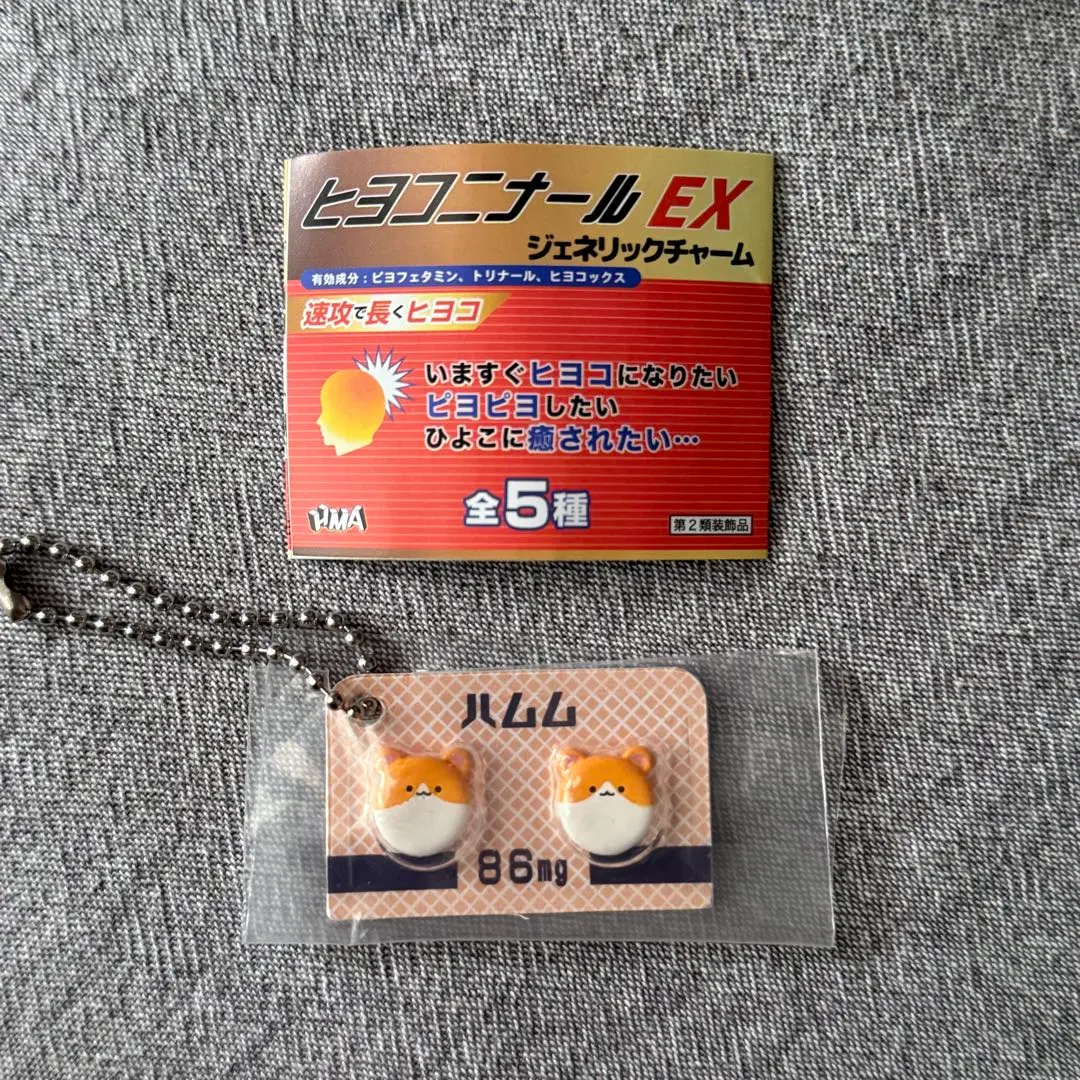 ヒヨコニナール EX
ジェネリックチャーム
有効成分：ピヨフェタミン、トリナール、ヒヨコックス
速攻で長くヒヨコ
いますぐヒヨコになりたい
ピヨピヨしたい
ひよこに癒されたい…
HMA
全5種
第2類装飾品
ハムム
86mg